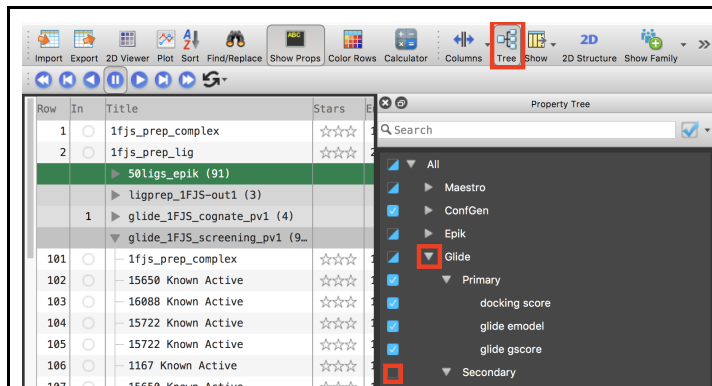 ABC
2D
Import Export 2D Viewer Plot Sort Find/Replace Show Props Color Rows Calculator Columns Tree Show 2D Structure Show Family
Row In Title Stars
Property Tree
Search
1 1fjs_prep_complex
2 1fjs_prep_lig
50ligs_epik (91)
ligprep_1FJS-out1 (3)
1 glide_1FJS_cognate_pv1 (4)
glide_1FJS_screening_pv1 (9…
101 1fjs_prep_complex
102 15650 Known Active
103 16088 Known Active
104 15722 Known Active
105 15722 Known Active
106 1167 Known Active
All
Maestro
ConfGen
Epik
Glide
Primary
docking score
glide emodel
glide gscore
Secondary